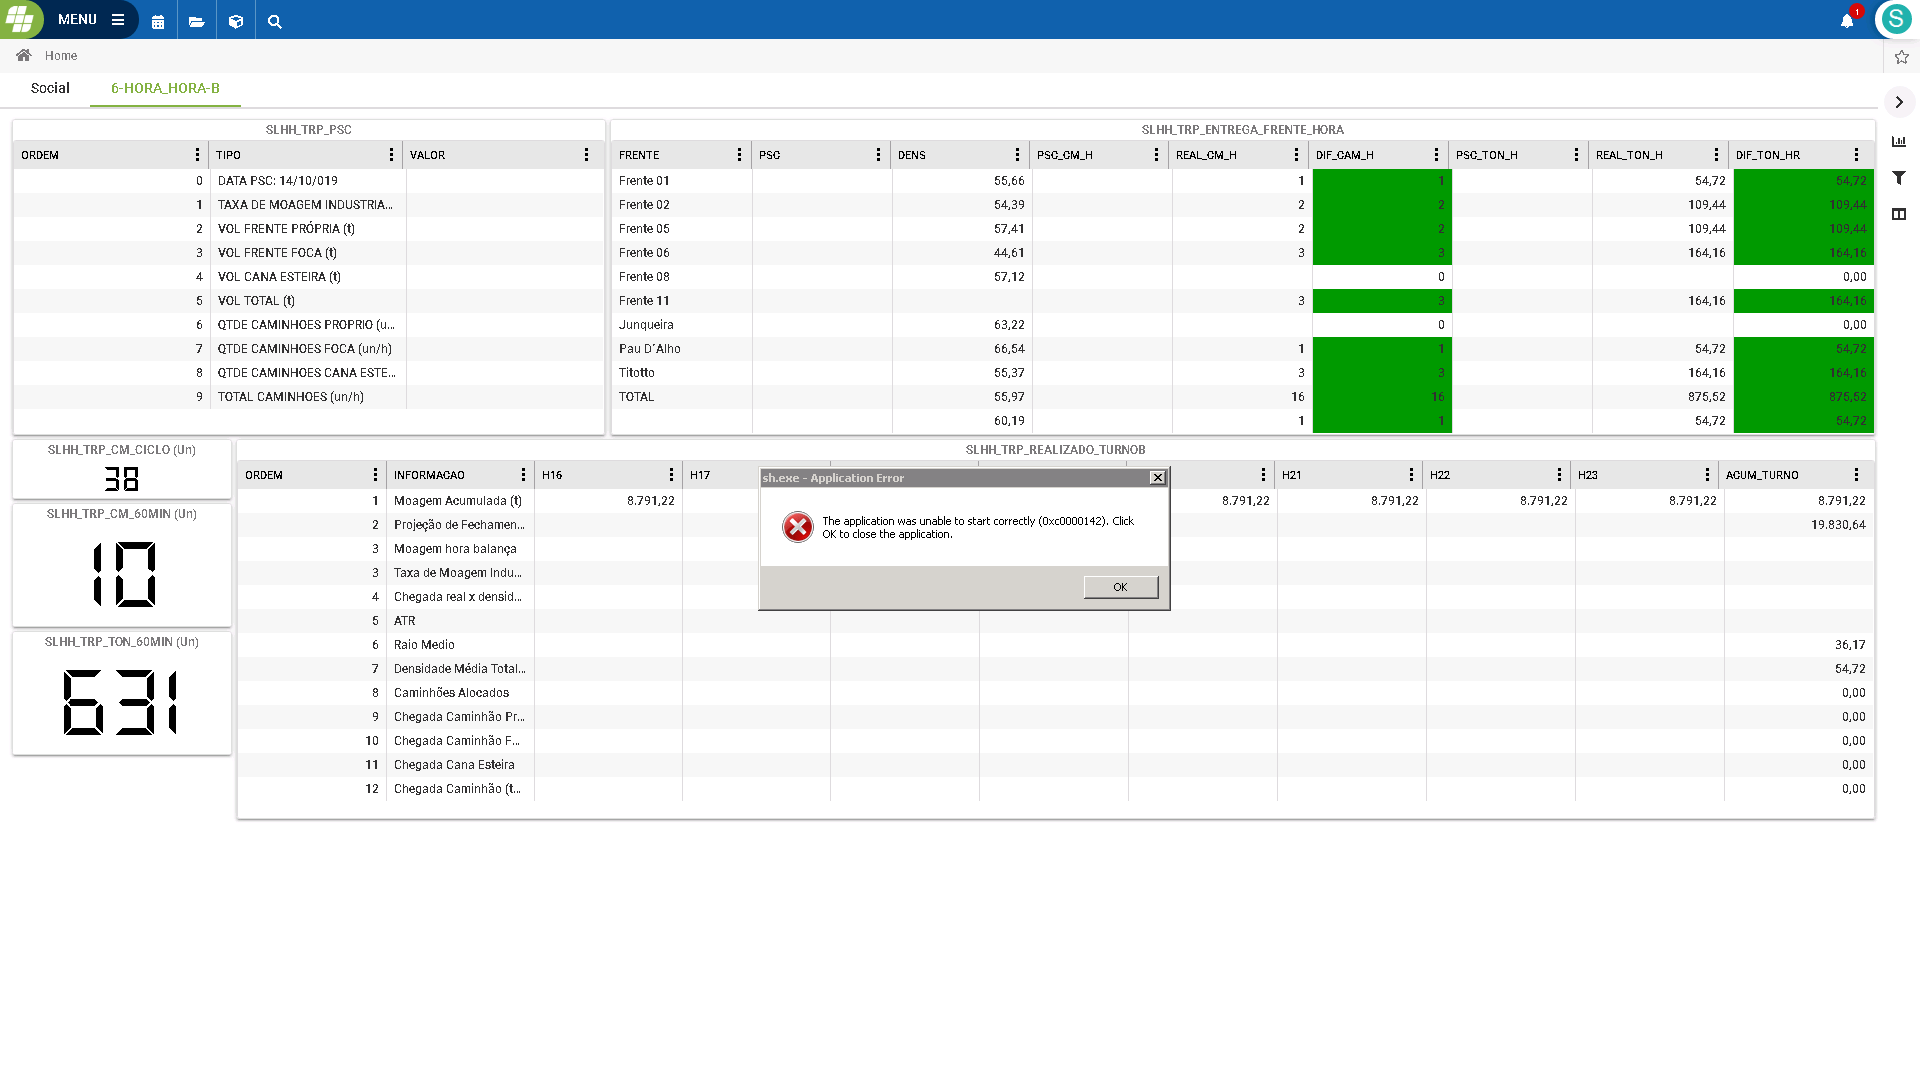 MENU
1
S
Home
Social
6-HORA_HORA-B
SLHH_TRP_PSC
ORDEM TIPO VALOR
0 DATA PSC: 14/10/019
1 TAXA DE MOAGEM INDUSTRIA...
2 VOL FRENTE PRÓPRIA (t)
3 VOL FRENTE FOCA (t)
4 VOL CANA ESTEIRA (t)
5 VOL TOTAL (t)
6 QTDE CAMINHOES PROPRIO (u...
7 QTDE CAMINHOES FOCA (un/h)
8 QTDE CAMINHOES CANA ESTE...
9 TOTAL CAMINHOES (un/h)
SLHH_TRP_ENTREGA_FRENTE_HORA
FRENTE PSC DENS PSC_CM_H REAL_CM_H DIF_CAM_H PSC_TON_H REAL_TON_H DIF_TON_HR
Frente 01 55,66 1 1 54,72 54,72
Frente 02 54,39 2 2 109,44 109,44
Frente 05 57,41 2 2 109,44 109,44
Frente 06 44,61 3 3 164,16 164,16
Frente 08 57,12 0 0,00
Frente 11 3 3 164,16 164,16
Junqueira 63,22 0 0,00
Pau D´Alho 66,54 1 1 54,72 54,72
Titotto 55,37 3 3 164,16 164,16
TOTAL 55,97 16 16 875,52 875,52
60,19 1 1 54,72 54,72
SLHH_TRP_CM_CICLO (Un)
38
SLHH_TRP_CM_60MIN (Un)
10
SLHH_TRP_TON_60MIN (Un)
631
SLHH_TRP_REALIZADO_TURNOB
ORDEM INFORMACAO H16 H17 H21 H22 H23 ACUM_TURNO
1 Moagem Acumulada (t) 8.791,22 8.791,22 8.791,22 8.791,22 8.791,22 8.791,22
2 Projeção de Fechamen... 19.830,64
3 Moagem hora balança
3 Taxa de Moagem Indu...
4 Chegada real x densid...
5 ATR
6 Raio Medio 36,17
7 Densidade Média Total... 54,72
8 Caminhões Alocados 0,00
9 Chegada Caminhão Pr... 0,00
10 Chegada Caminhão F... 0,00
11 Chegada Cana Esteira 0,00
12 Chegada Caminhão (t... 0,00
sh.exe - Application Error
The application was unable to start correctly (0xc0000142). Click
OK to close the application.
OK